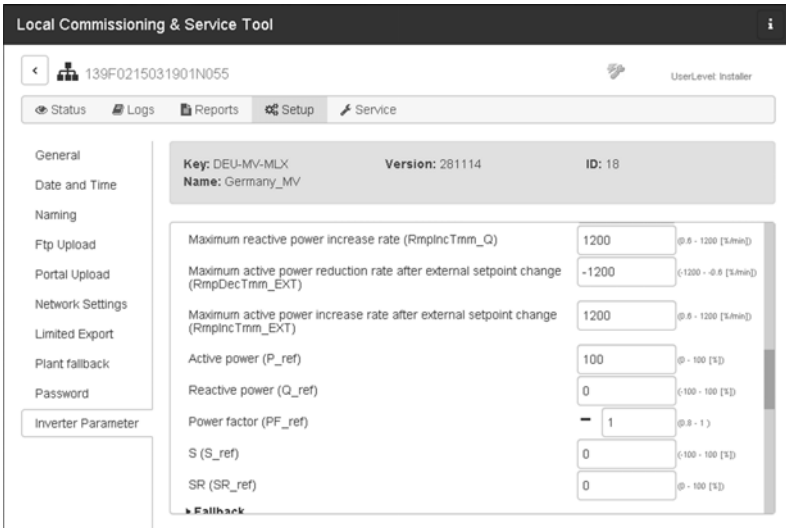 Local Commissioning & Service Tool
i
139F0215031901N055
UserLevel: Installer
Status Logs Reports Setup Service
General
Date and Time
Naming
Ftp Upload
Portal Upload
Network Settings
Limited Export
Plant fallback
Password
Inverter Parameter
Key: DEU-MV-MLX Version: 281114 ID: 18
Name: Germany_MV
Maximum reactive power increase rate (RmpIncTmm_Q) 1200 (0.6 - 1200 [%/min])
Maximum active power reduction rate after external setpoint change
(RmpDecTmm_EXT) -1200 (-1200 - -0.6 [%/min])
Maximum active power increase rate after external setpoint change
(RmpIncTmm_EXT) 1200 (0.6 - 1200 [%/min])
Active power (P_ref) 100 (0 - 100 [%])
Reactive power (Q_ref) 0 (-100 - 100 [%])
Power factor (PF_ref) 1 (0.8 - 1 )
S (S_ref) 0 (-100 - 100 [%])
SR (SR_ref) 0 (0 - 100 [%])
Fallback